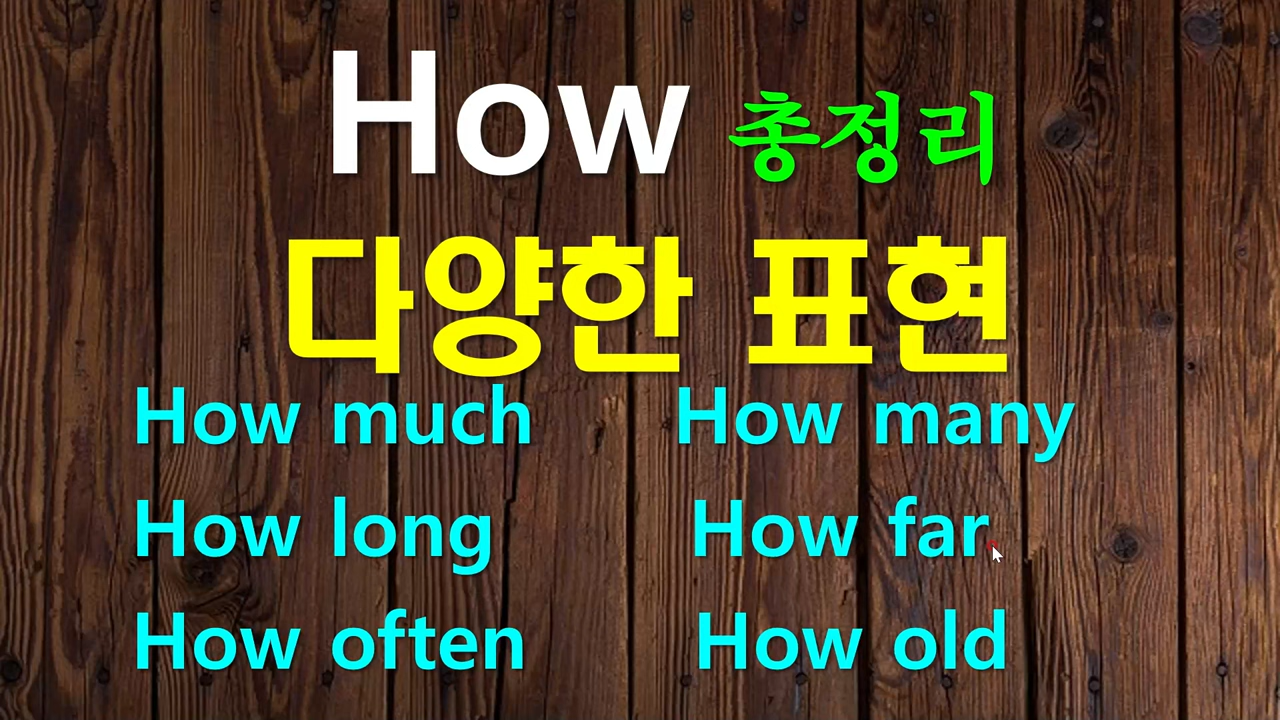 How 총정리
다양한 표현
How much How many
How long How far
How often How old